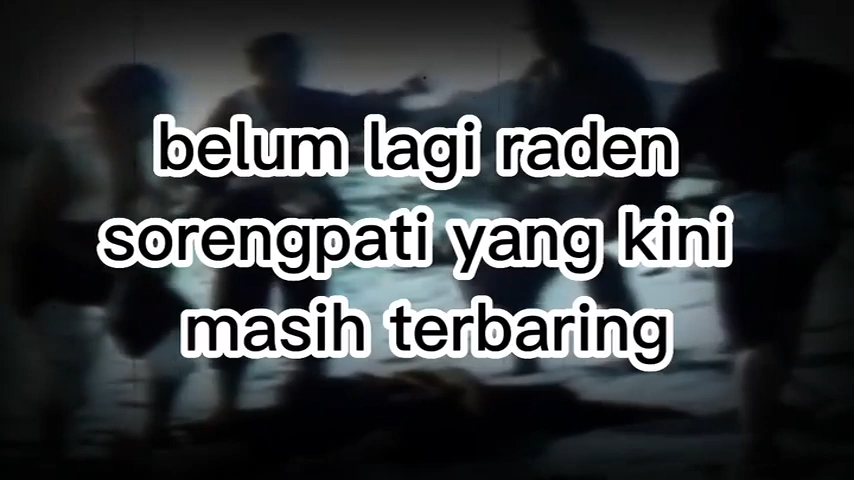 belum lagi raden
sorengpati yang kini
masih terbaring